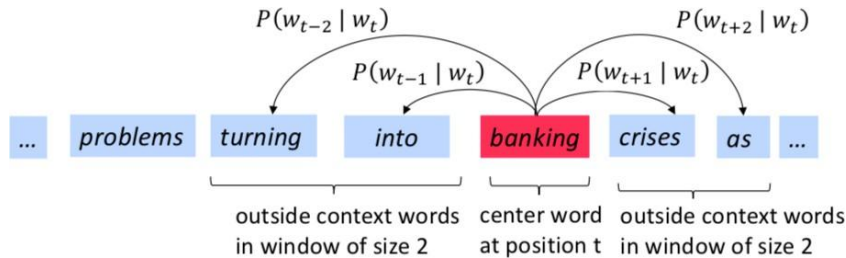 P(w_{t-2} | w_t) P(w_{t+2} | w_t)
P(w_{t-1} | w_t) P(w_{t+1} | w_t)
... problems turning into banking crises as ...
outside context words center word outside context words
in window of size 2 at position t in window of size 2